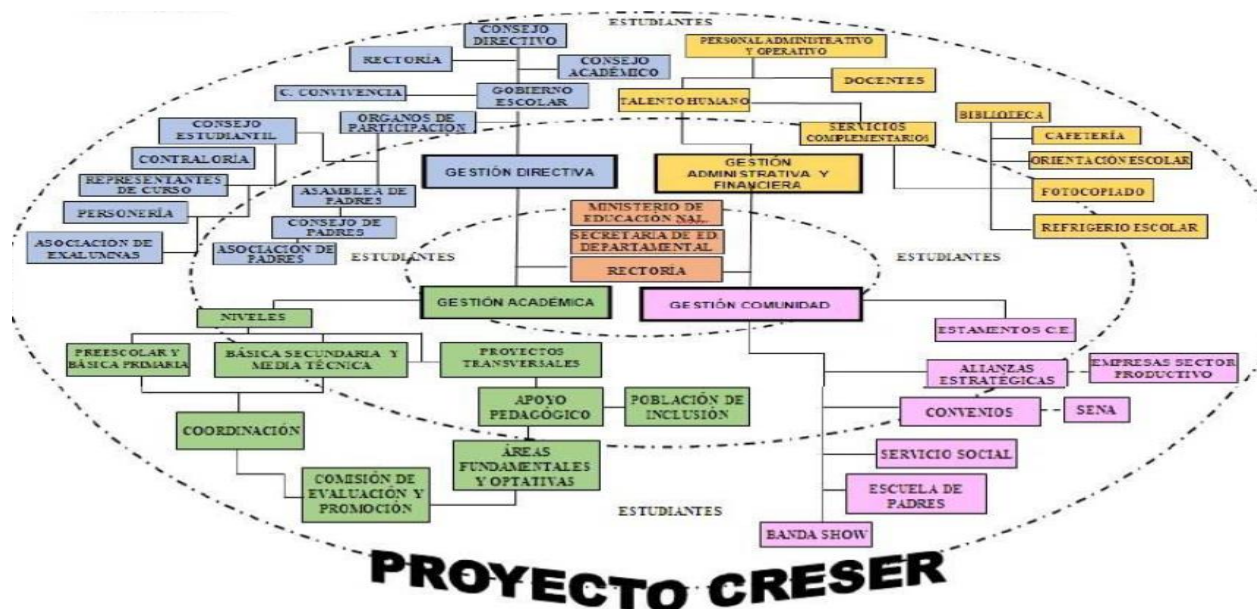 ESTUDIANTES
CONSEJO
DIRECTIVO
RECTORÍA
CONSEJO
ACADÉMICO
C. CONVIVENCIA
GOBIERNO
ESCOLAR
ORGANOS DE
PARTICIPACIÓN
CONSEJO
ESTUDIANTIL
CONTRALORÍA
REPRESENTANTES
DE CURSO
PERSONERÍA
ASOCIACIÓN DE
EXALUMNAS
ASAMBLEA DE
PADRES
CONSEJO DE
PADRES
ASOCIACIÓN DE
PADRES
GESTIÓN DIRECTIVA
PERSONAL ADMINISTRATIVO
Y OPERATIVO
DOCENTES
TALENTO HUMANO
SERVICIOS
COMPLEMENTARIOS
BIBLIOTECA
CAFETERÍA
ORIENTACIÓN ESCOLAR
FOTOCOPIADO
REFRIGERIO ESCOLAR
GESTIÓN
ADMINISTRATIVA Y
FINANCIERA
MINISTERIO DE
EDUCACIÓN NAL
SECRETARIA DE ED
DEPARTAMENTAL
RECTORÍA
ESTUDIANTES
ESTUDIANTES
GESTIÓN ACADÉMICA
GESTIÓN COMUNIDAD
NIVELES
PREESCOLAR Y
BÁSICA PRIMARIA
BÁSICA SECUNDARIA Y
MEDIA TÉCNICA
PROYECTOS
TRANSVERSALES
APOYO
PEDAGÓGICO
POBLACIÓN DE
INCLUSIÓN
COORDINACIÓN
ÁREAS
FUNDAMENTALES
Y OPTATIVAS
COMISIÓN DE
EVALUACIÓN Y
PROMOCIÓN
ESTAMENTOS C.E.
ALIANZAS
ESTRATÉGICAS
EMPRESAS SECTOR
PRODUCTIVO
CONVENIOS
SENA
SERVICIO SOCIAL
ESCUELA DE
PADRES
BANDA SHOW
ESTUDIANTES
PROYECTO CRESER